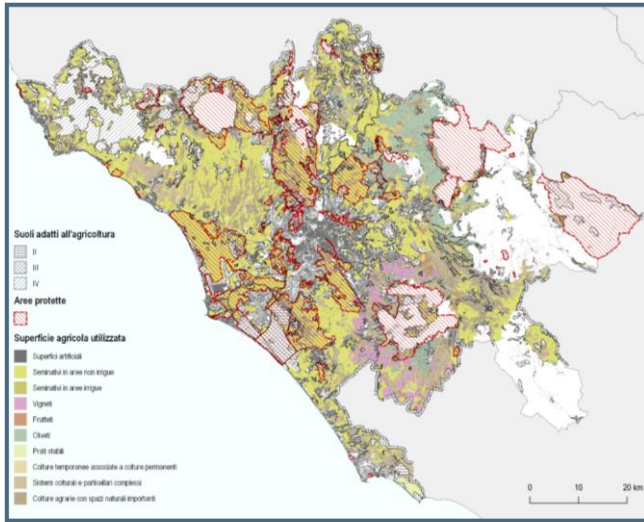 Suoli adatti all'agricoltura
II
III
IV
Aree protette
Superficie agricola utilizzata
Superfici artificiali
Seminativi in aree non irrigue
Seminativi in aree irrigue
Vigneti
Frutteti
Oliveti
Prati stabili
Colture temporanee associate a colture permanenti
Sistemi colturali e particellari complessi
Colture agrarie con spazi naturali importanti
0 10 20 km